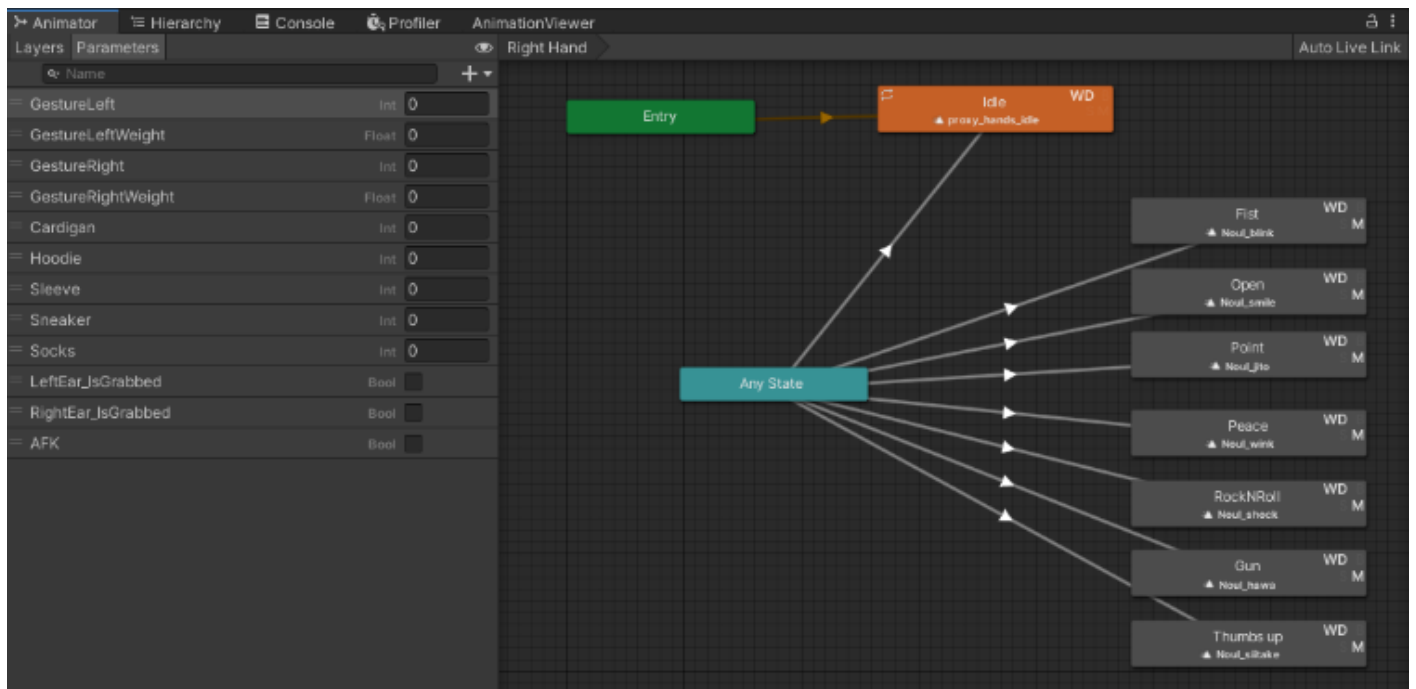 Animator Hierarchy Console Profiler AnimationViewer
Layers Parameters Right Hand Auto Live Link
Name
GestureLeft Int 0
GestureLeftWeight Float 0
GestureRight Int 0
GestureRightWeight Float 0
Cardigan Int 0
Hoodie Int 0
Sleeve Int 0
Sneaker Int 0
Socks Int 0
LeftEar_IsGrabbed Bool
RightEar_IsGrabbed Bool
AFK Bool
Entry
Idle WD
proxy_hands_idle
Any State
Fist WD
Noul_blink M
Open WD
Noul_smile M
Point WD
Noul_jito M
Peace WD
Noul_wink M
RockNRoll WD
Noul_shock M
Gun WD
Noul_hawa M
Thumbs up WD
M